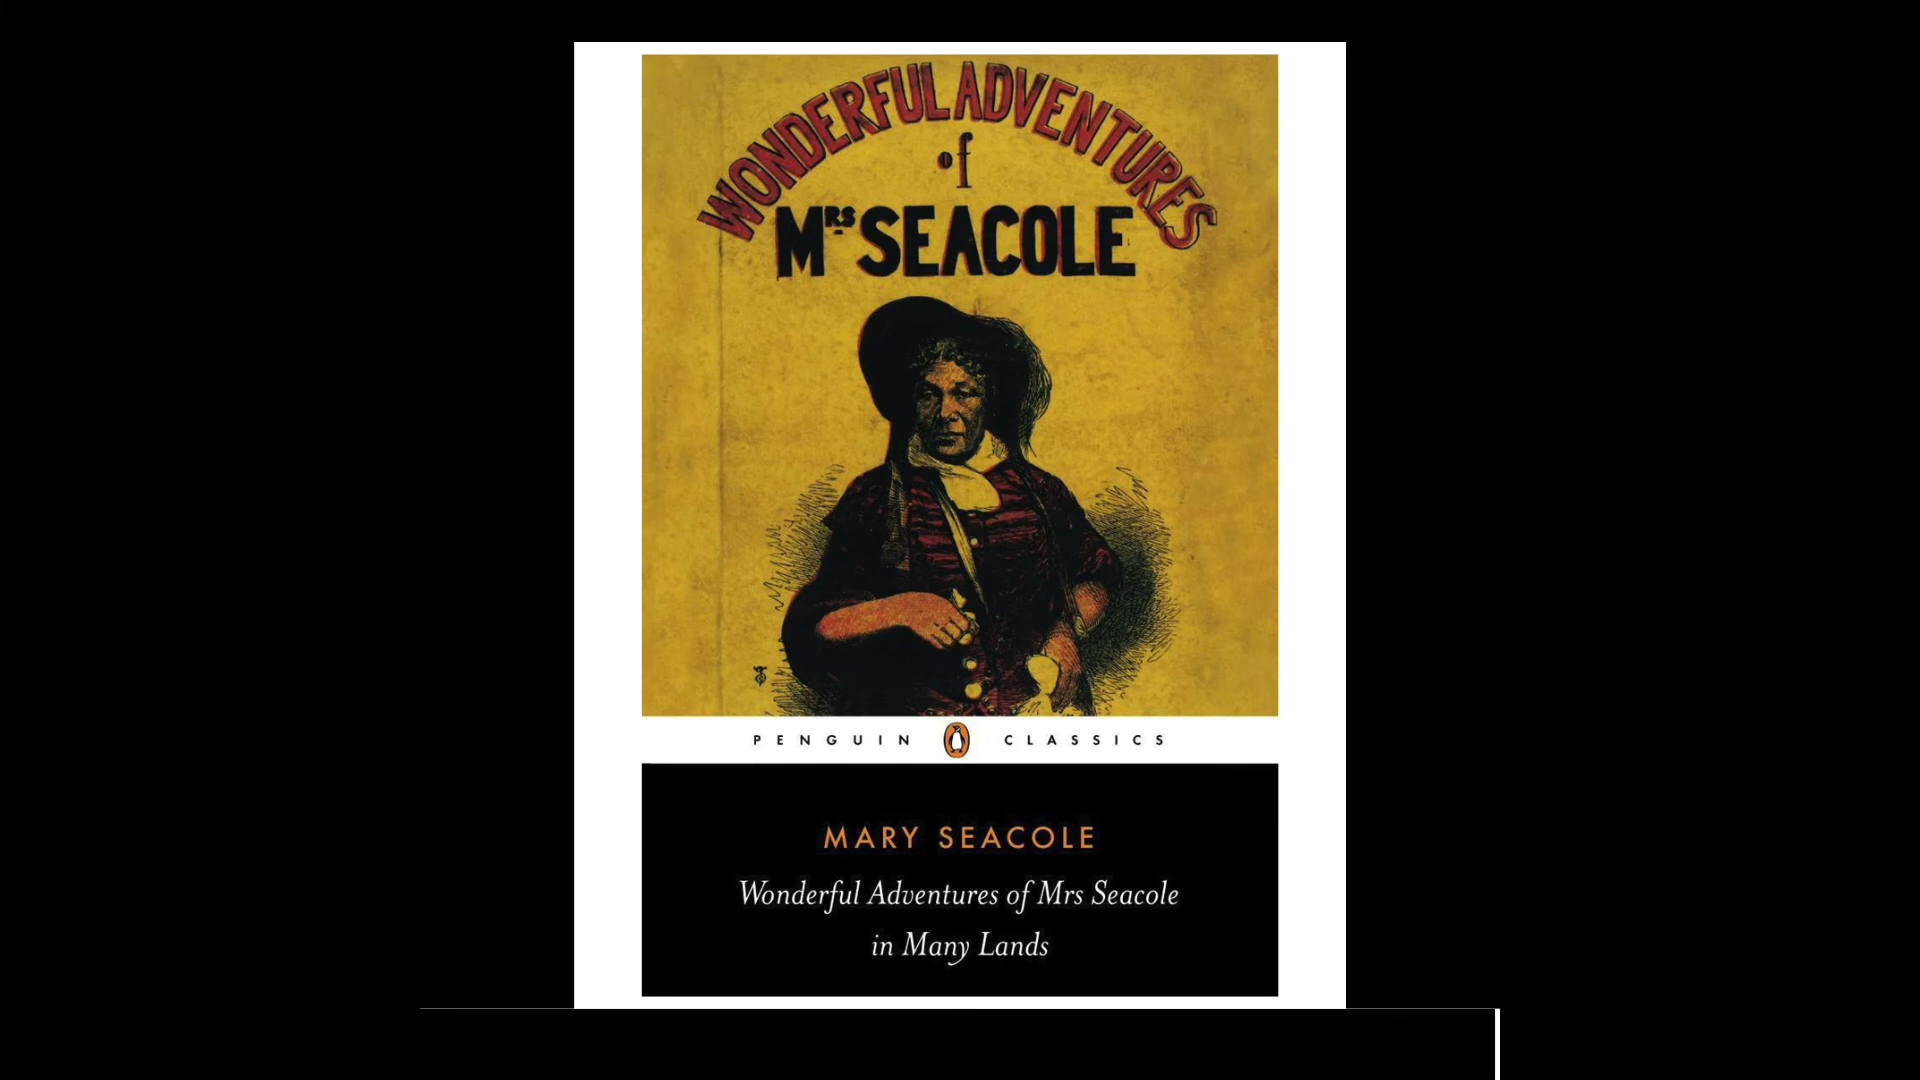 WONDERFUL ADVENTURES
of
MRS SEACOLE
PENGUIN CLASSICS
MARY SEACOLE
Wonderful Adventures of Mrs Seacole
in Many Lands